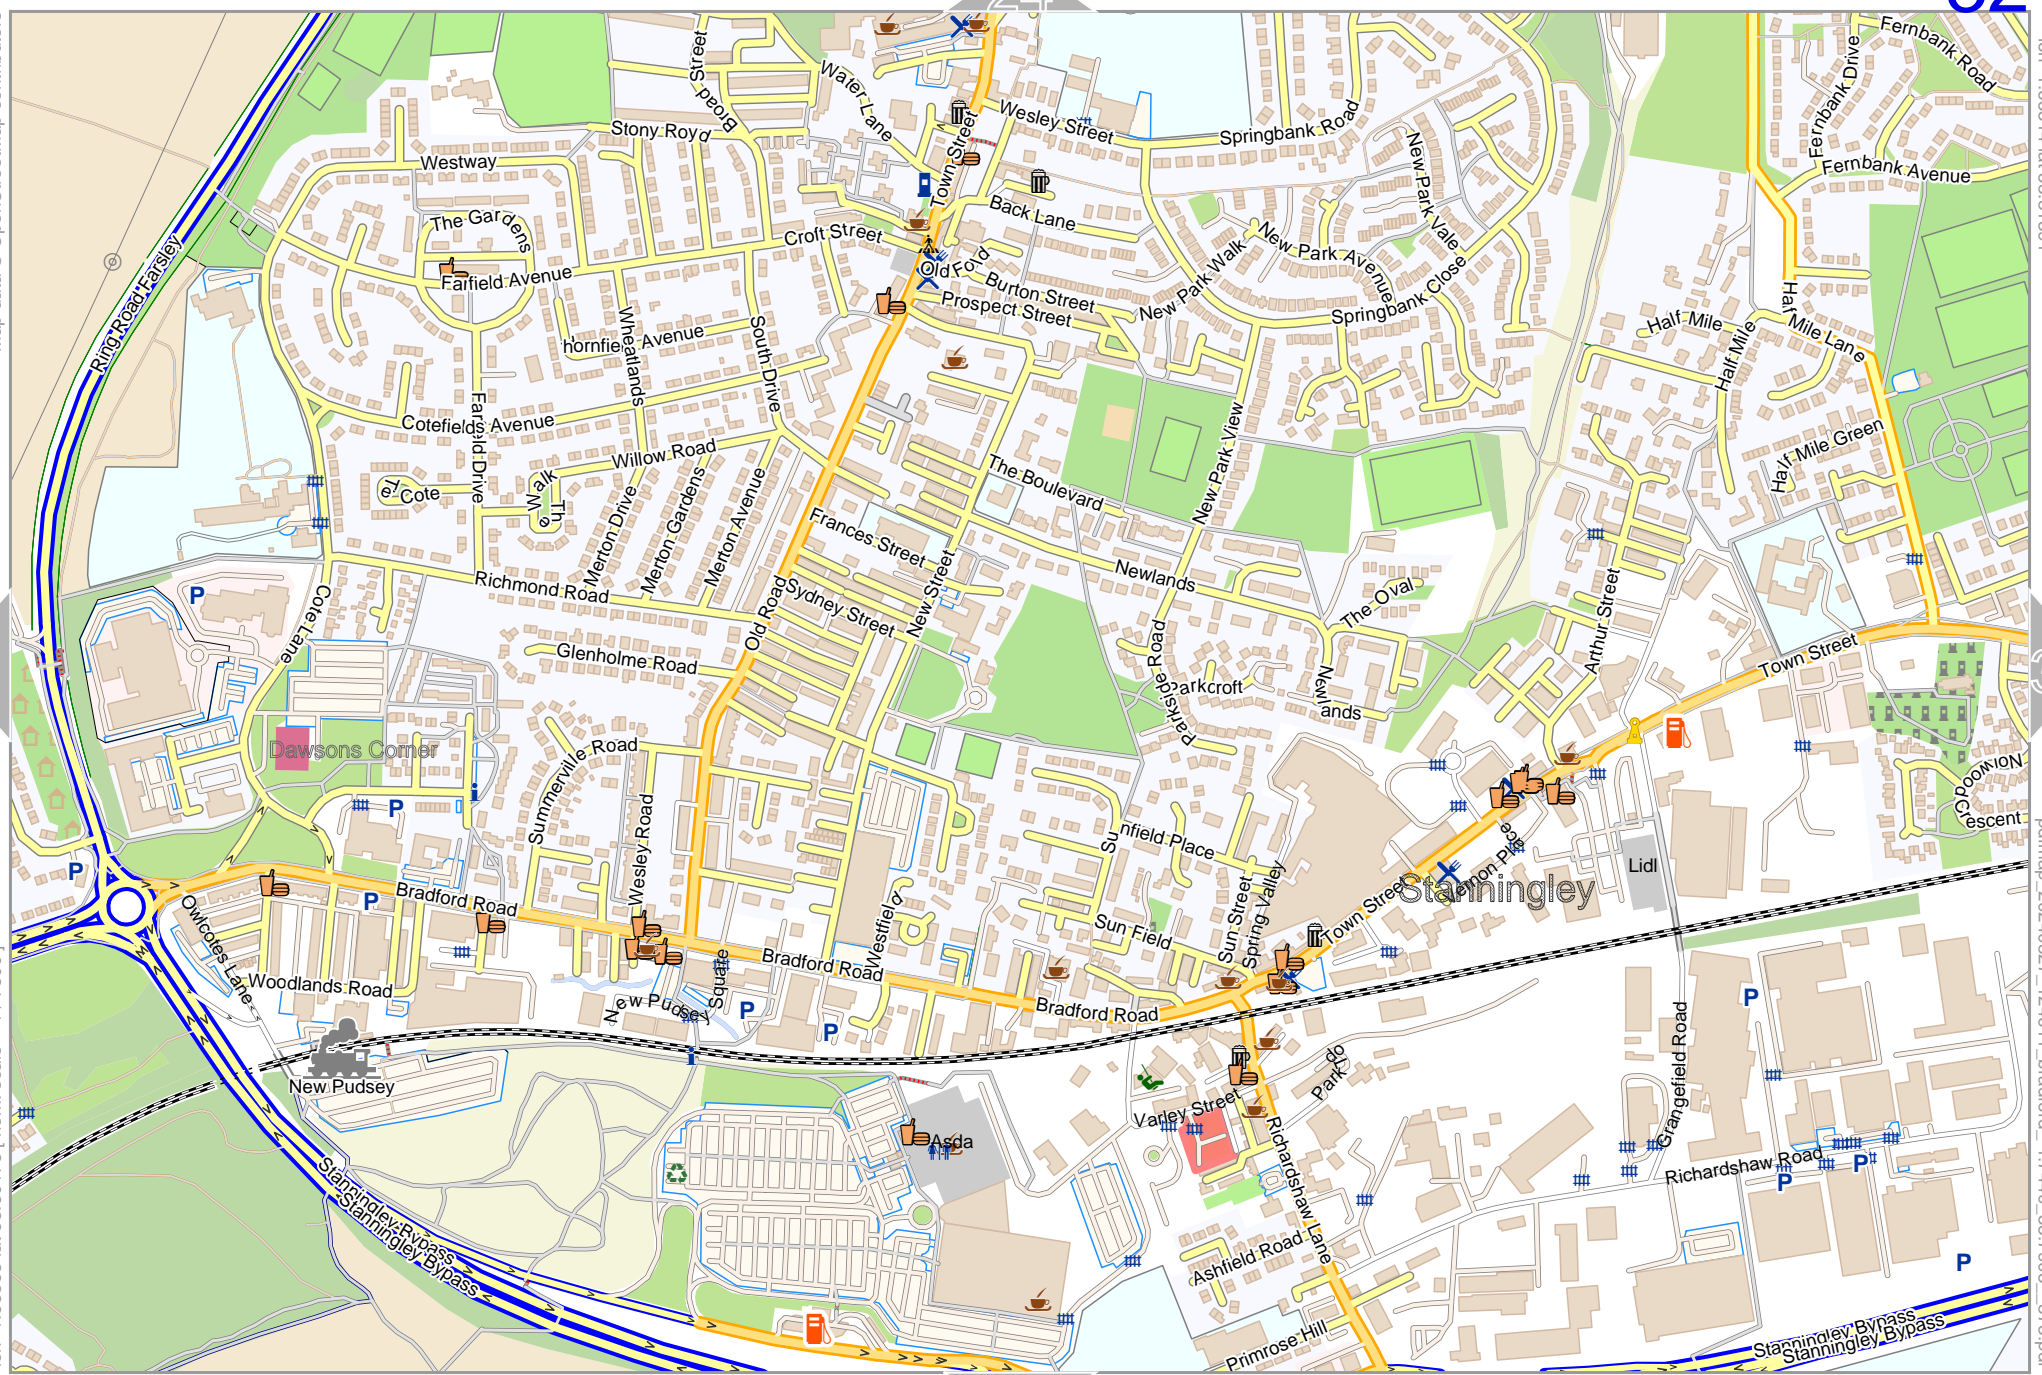 Fernbank Road
Fernbank Drive
Broad Street
Water Lane
Wesley Street
Springbank Road
Stony Royd
Westway
Town Street
New Park Vale
Fernbank Avenue
The Gardens
Back Lane
Croft Street
New Park Avenue
New Park Walk
Ring Road Farsley
Old Ford
Farfield Avenue
Burton Street
Prospect Street
Springbank Close
Half Mile
Half Mile Lane
Half Mile
Wheatlands
South Drive
Avenue
Cotefields Avenue
Farfield Drive
Willow Road
New Park View
Half Mile Green
The Boulevard
The Cote
The Walk
Merton Drive
Merton Gardens
Merton Avenue
Frances Street
New Street
Newlands
The Oval
Richmond Road
Cote Lane
Old Road
Sydney Street
Arthur Street
P
Glenholme Road
Parkside Road
Parkcroft
Newlands
Town Street
Dawsons Corner
Summerville Road
Norwood Crescent
P
i
Wesley Road
Sunfield Place
P
P
Bradford Road
Lidl
Stanningley
Town Street
Owlcotes Lane
Westfield
Sun Field
Sun Street
Spring Valley
Woodlands Road
Bradford Road
Square
New Pudsey
Bradford Road
P
P
P
New Pudsey
i
Grangefield Road
Varley Street
Asda
Richardshaw Lane
Richardshaw Road
P
P
Stanningley Bypass
Stanningley Bypass
Ashfield Road
P
Primrose Hill
Stanningley Bypass
Stanningley Bypass